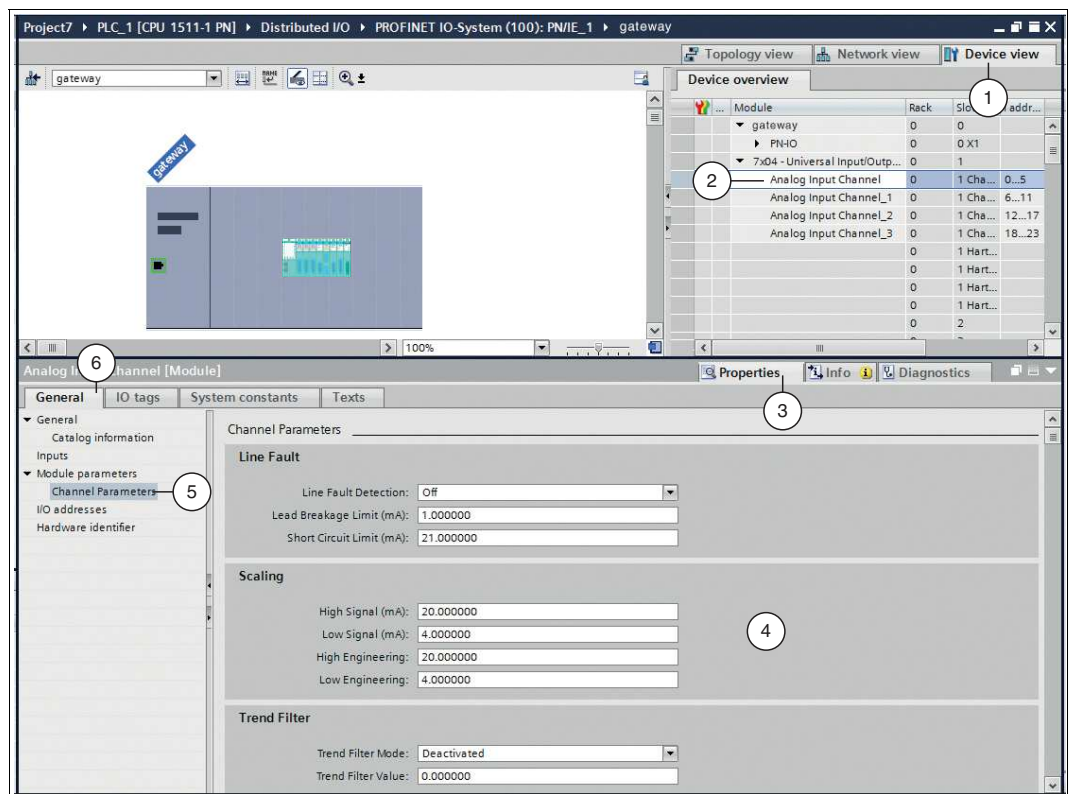 Project7 ▸ PLC_1 [CPU 1511-1 PN] ▸ Distributed I/O ▸ PROFINET IO-System (100): PN/IE_1 ▸ gateway
Topology view Network view Device view
gateway
Device overview
1
... Module Rack addr...
gateway 0 0
PN-IO 0 0 X1
7x04 - Universal Input/Outp... 0 1
2 Analog Input Channel 0 1 Cha... 0...5
Analog Input Channel_1 0 1 Cha... 6...11
Analog Input Channel_2 0 1 Cha... 12...17
Analog Input Channel_3 0 1 Cha... 18...23
0 1 Hart...
0 1 Hart...
0 1 Hart...
0 1 Hart...
0 2
gateway
100%
6
[Module]
Properties Info Diagnostics
3
General IO tags System constants Texts
General
Catalog information
Inputs
Module parameters
Channel Parameters 5
I/O addresses
Hardware identifier
Channel Parameters
Line Fault
Line Fault Detection: Off
Lead Breakage Limit (mA): 1.000000
Short Circuit Limit (mA): 21.000000
Scaling
High Signal (mA): 20.000000
Low Signal (mA): 4.000000
High Engineering: 20.000000
Low Engineering: 4.000000
4
Trend Filter
Trend Filter Mode: Deactivated
Trend Filter Value: 0.000000